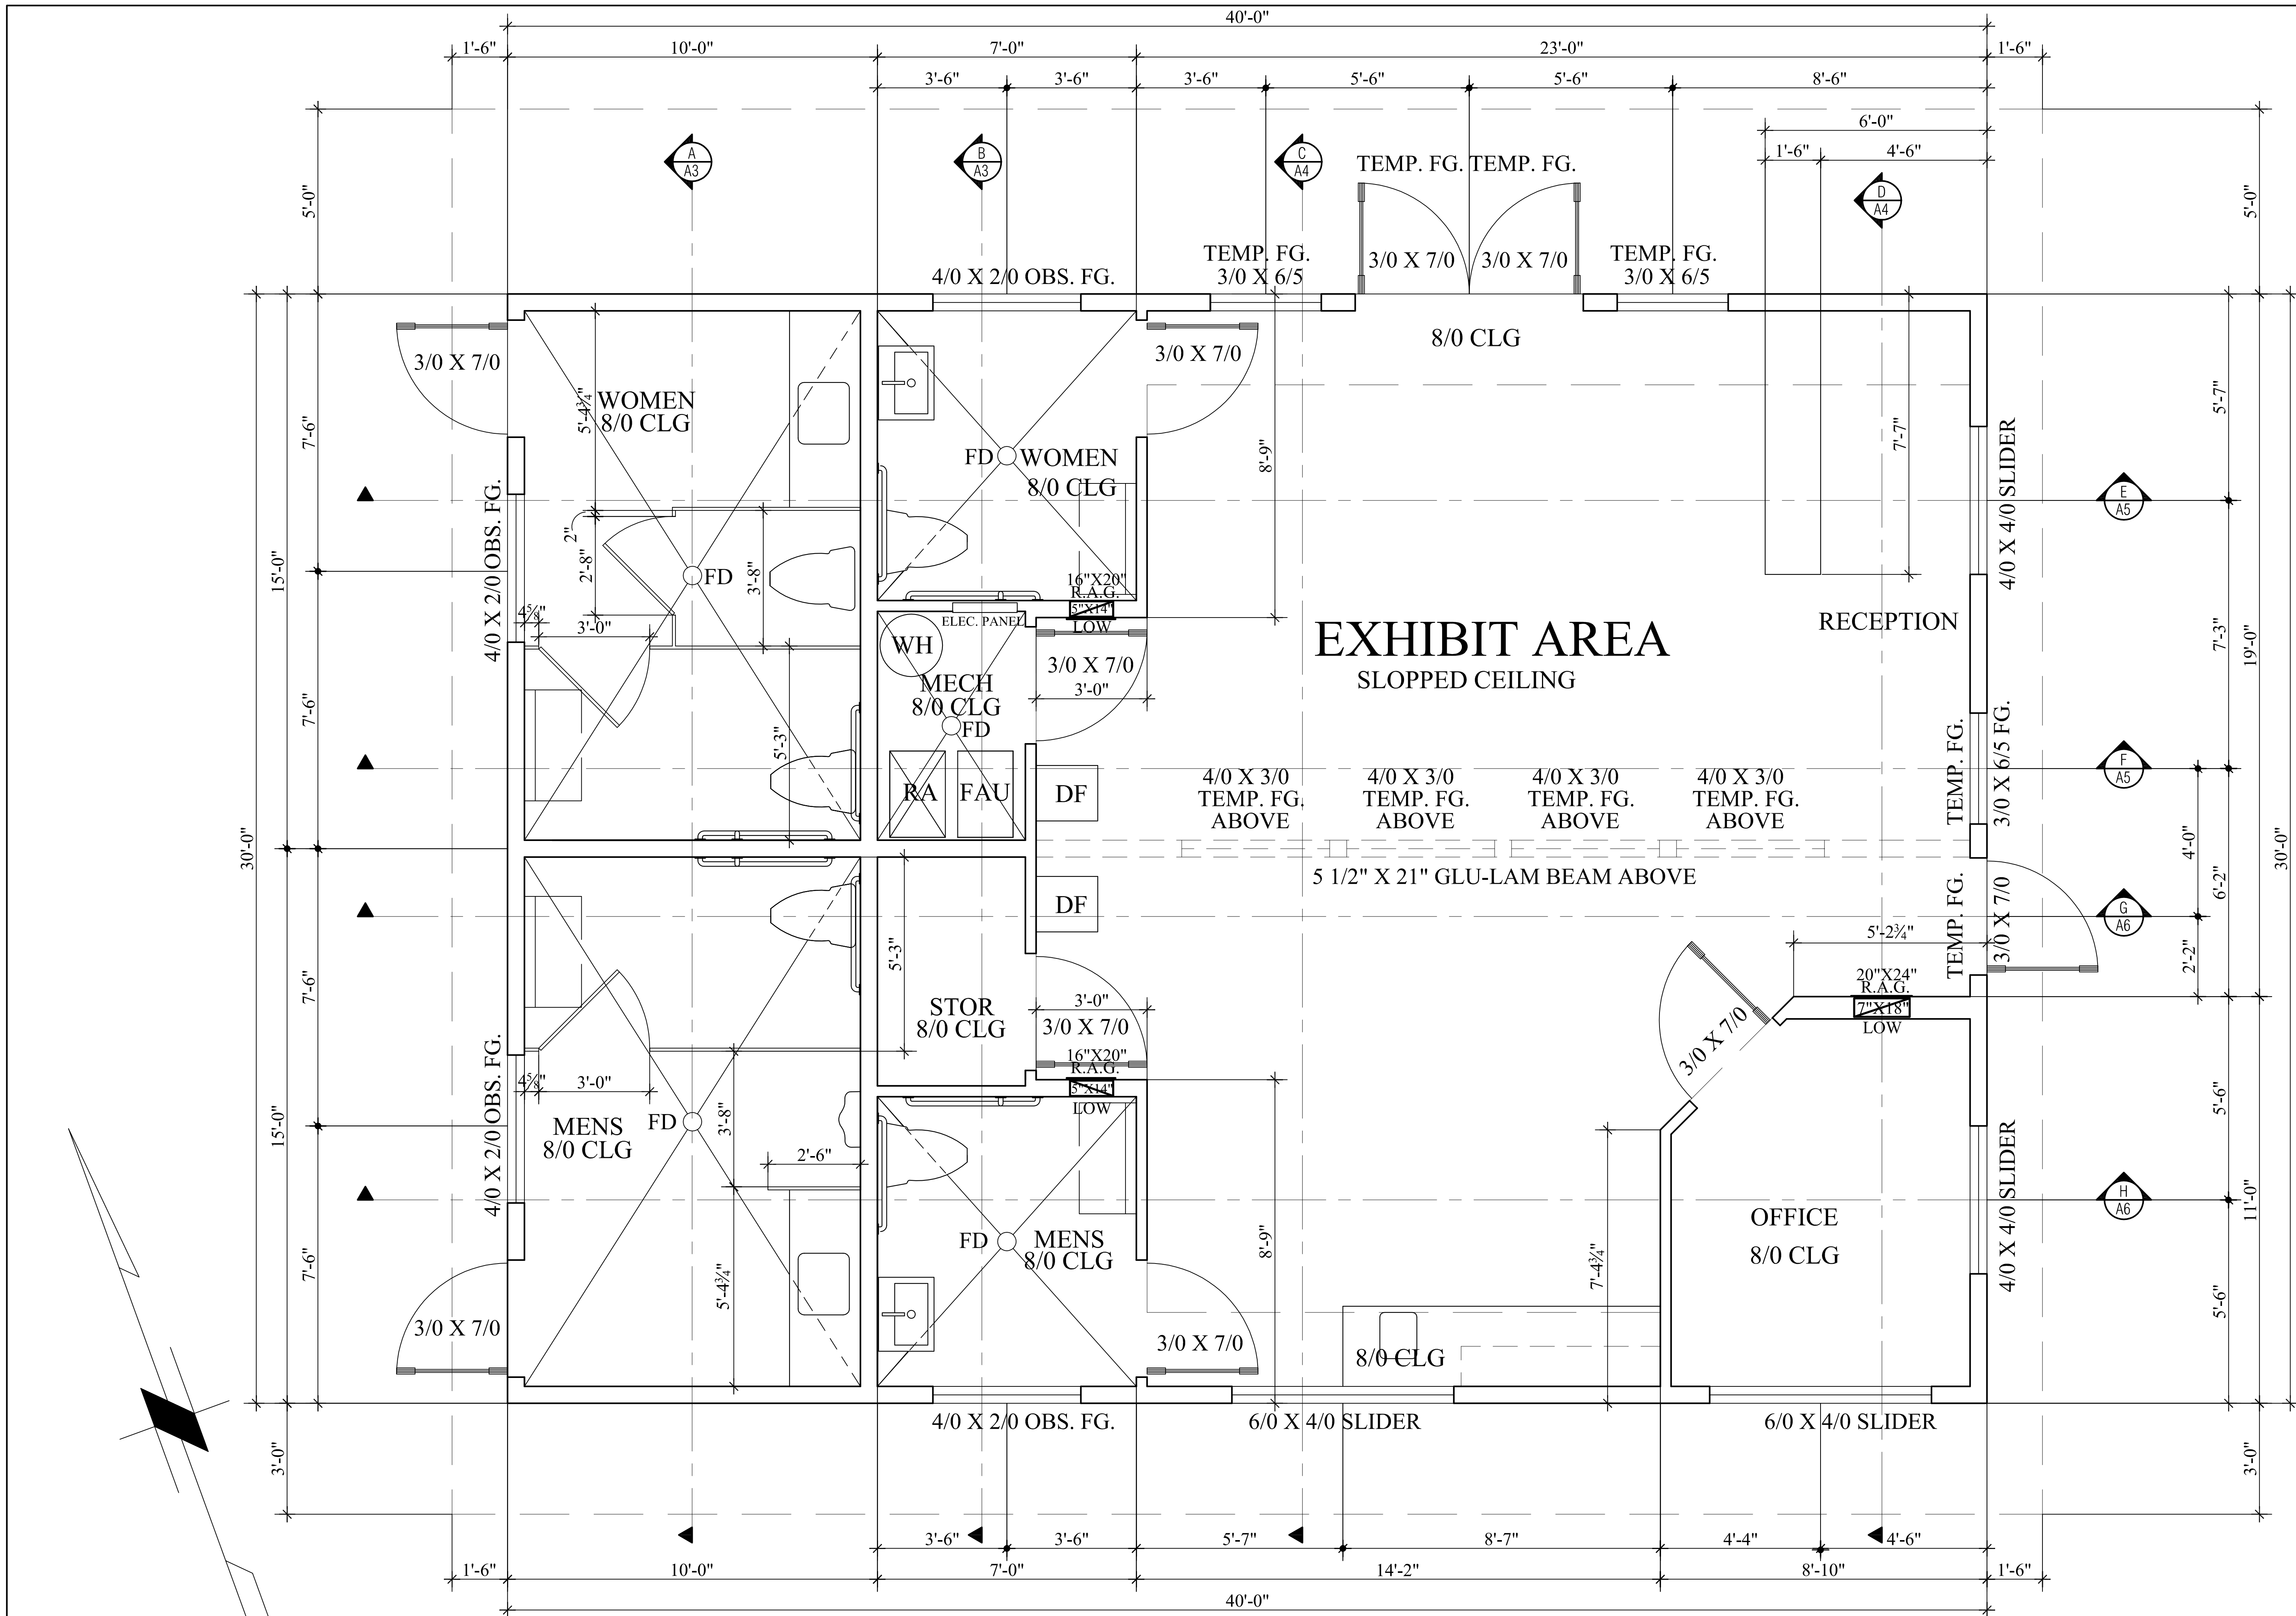 40'-0"
1'-6"
10'-0"
7'-0"
23'-0"
1'-6"
3'-6"
3'-6"
3'-6"
5'-6"
5'-6"
8'-6"
6'-0"
1'-6"
4'-6"
A
A3
B
A3
C
A4
D
A4
TEMP. FG. TEMP. FG.
5'-0"
5'-0"
TEMP. FG.
3/0 X 6/5
3/0 X 7/0
3/0 X 7/0
TEMP. FG.
3/0 X 6/5
4/0 X 2/0 OBS. FG.
8/0 CLG
3/0 X 7/0
3/0 X 7/0
WOMEN
8/0 CLG
5'-4¾"
7'-6"
5'-7"
7'-7"
8'-9"
FD
WOMEN
8/0 CLG
4/0 X 4/0 SLIDER
E
A5
4/0 X 2/0 OBS. FG.
2"
2'-8"
3'-8"
FD
15'-0"
4⅝"
3'-0"
16"X20"
R.A.G.
5"X14"
LOW
ELEC. PANEL
WH
MECH
8/0 CLG
FD
3/0 X 7/0
3'-0"
EXHIBIT AREA
SLOPPED CEILING
RECEPTION
7'-3"
19'-0"
7'-6"
5'-3"
RA
FAU
DF
4/0 X 3/0
TEMP. FG.
ABOVE
4/0 X 3/0
TEMP. FG.
ABOVE
4/0 X 3/0
TEMP. FG.
ABOVE
4/0 X 3/0
TEMP. FG.
ABOVE
TEMP. FG.
3/0 X 6/5 FG.
F
A5
30'-0"
30'-0"
4'-0"
6'-2"
5 1/2" X 21" GLU-LAM BEAM ABOVE
DF
TEMP. FG.
3/0 X 7/0
G
A6
2'-2"
5'-2¾"
20"X24"
R.A.G.
7"X18"
LOW
7'-6"
5'-3"
STOR
8/0 CLG
3'-0"
3/0 X 7/0
16"X20"
R.A.G.
5"X14"
LOW
3/0 X 7/0
4/0 X 2/0 OBS. FG.
4⅝"
3'-0"
15'-0"
MENS
8/0 CLG
FD
3'-8"
2'-6"
5'-6"
4/0 X 4/0 SLIDER
H
A6
11'-0"
OFFICE
8/0 CLG
FD
MENS
8/0 CLG
8'-9"
7'-4¾"
7'-6"
5'-4¾"
5'-6"
3/0 X 7/0
3/0 X 7/0
8/0 CLG
4/0 X 2/0 OBS. FG.
6/0 X 4/0 SLIDER
6/0 X 4/0 SLIDER
3'-0"
3'-0"
3'-6"
3'-6"
5'-7"
8'-7"
4'-4"
4'-6"
1'-6"
10'-0"
7'-0"
14'-2"
8'-10"
1'-6"
40'-0"